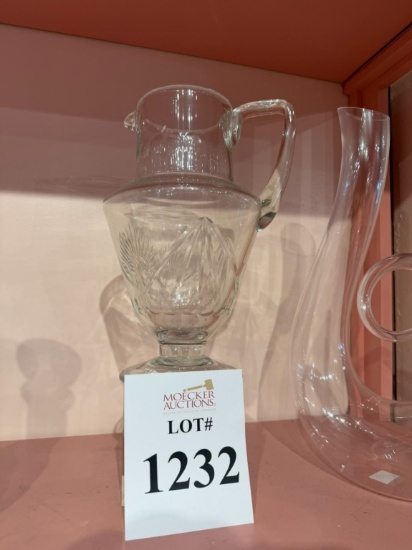 MOECKER
AUCTIONS
LOT#
1232